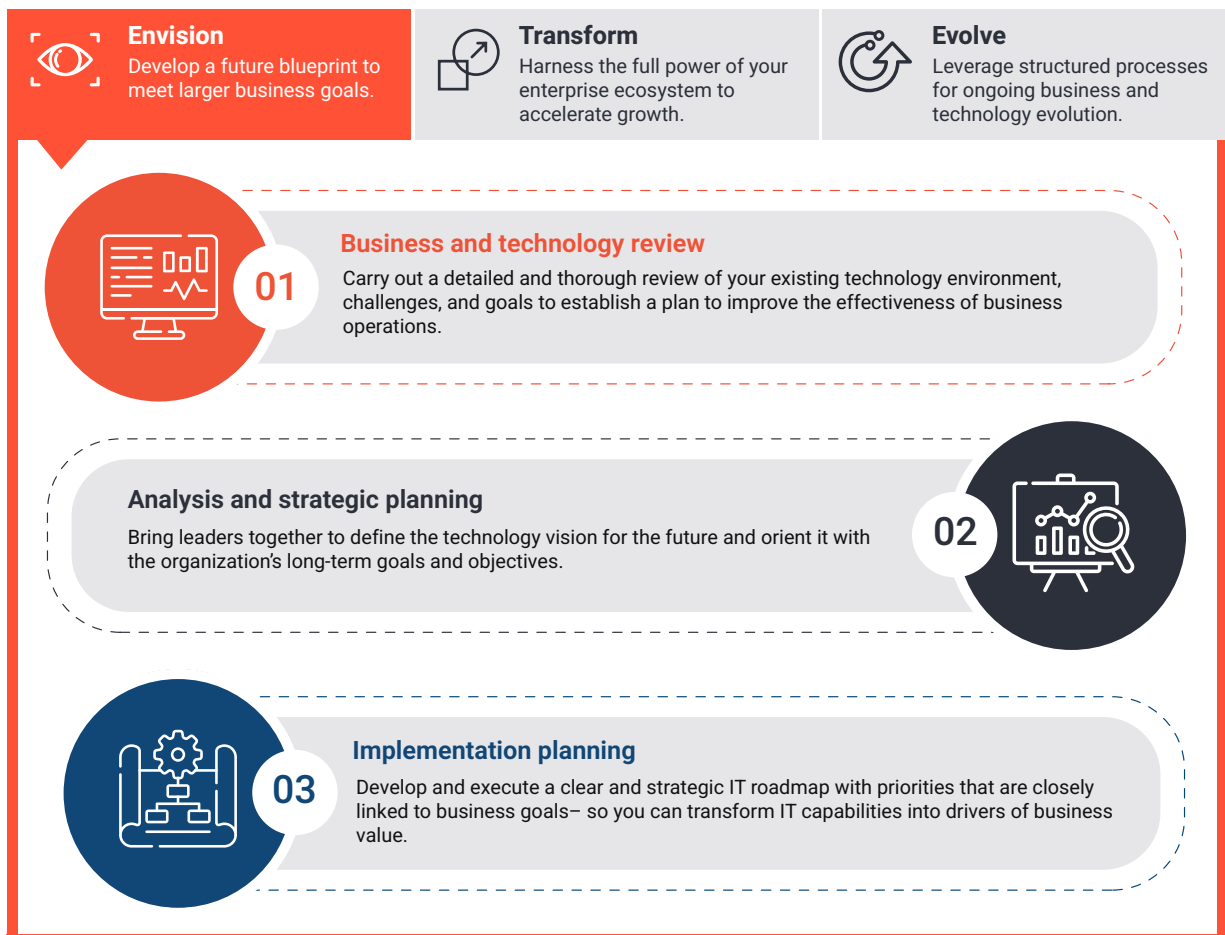 Envision
Develop a future blueprint to
meet larger business goals.
Transform
Harness the full power of your
enterprise ecosystem to
accelerate growth.
Evolve
Leverage structured processes
for ongoing business and
technology evolution.
01
Business and technology review
Carry out a detailed and thorough review of your existing technology environment,
challenges, and goals to establish a plan to improve the effectiveness of business
operations.
Analysis and strategic planning
Bring leaders together to define the technology vision for the future and orient it with
the organization’s long-term goals and objectives.
02
03
Implementation planning
Develop and execute a clear and strategic IT roadmap with priorities that are closely
linked to business goals– so you can transform IT capabilities into drivers of business
value.